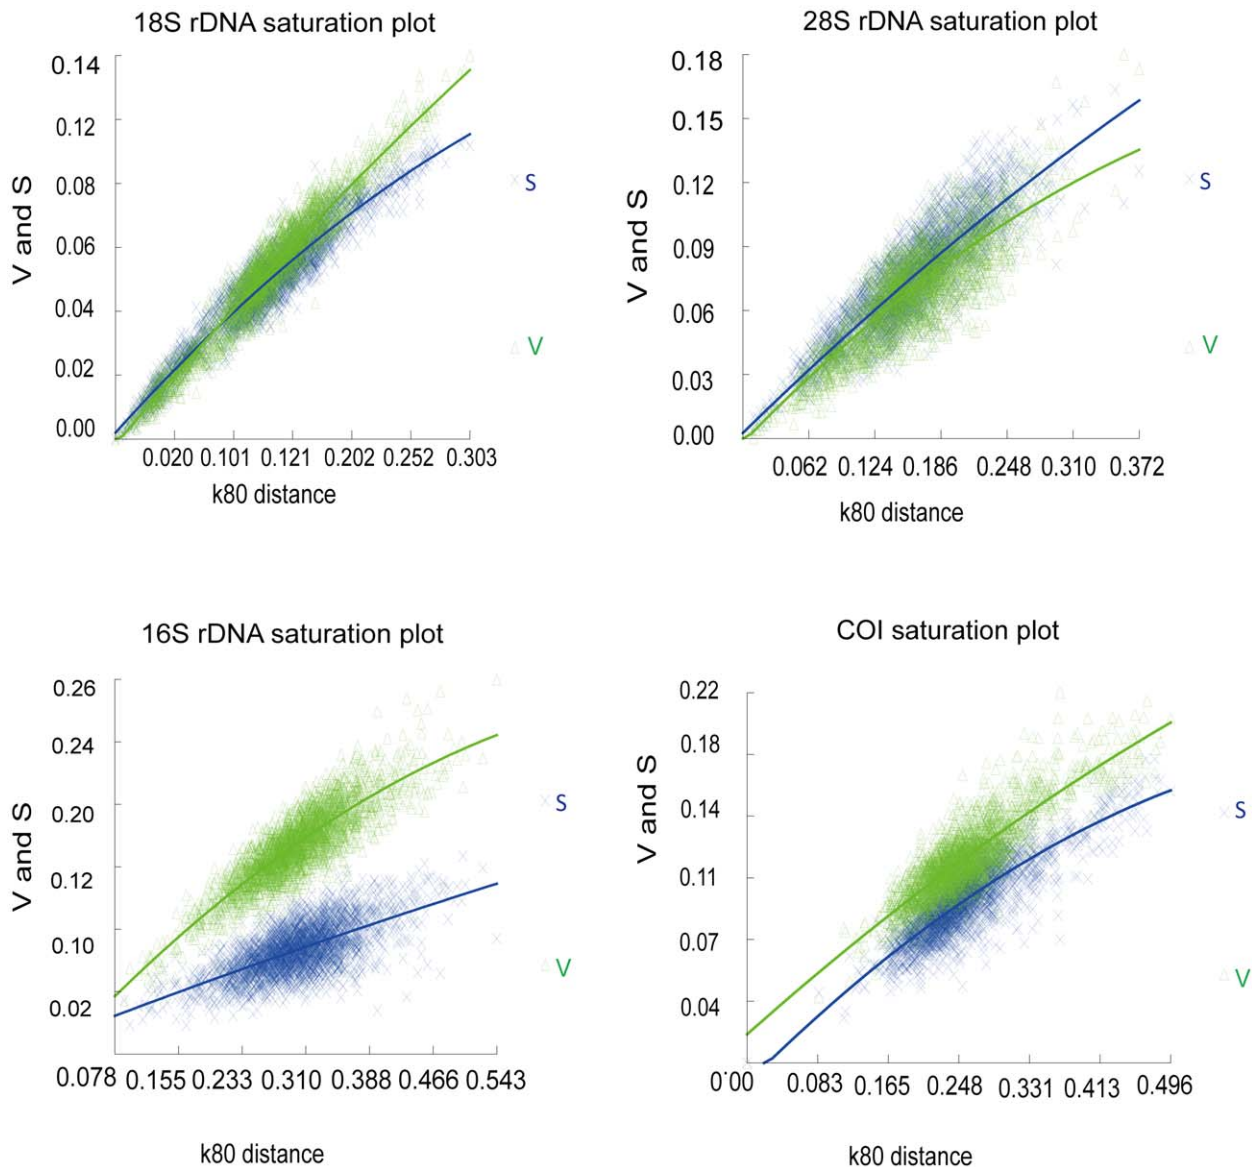 18S rDNA saturation plot
V and S
0.14
0.12
0.08
0.06
0.04
0.02
0.00
0.020 0.101 0.121 0.202 0.252 0.303
k80 distance
S
V
28S rDNA saturation plot
V and S
0.18
0.15
0.12
0.09
0.06
0.03
0.00
0.062 0.124 0.186 0.248 0.310 0.372
k80 distance
S
V
16S rDNA saturation plot
V and S
0.26
0.24
0.20
0.12
0.10
0.02
0.078 0.155 0.233 0.310 0.388 0.466 0.543
k80 distance
S
V
COI saturation plot
V and S
0.22
0.18
0.14
0.11
0.07
0.04
0.00 0.083 0.165 0.248 0.331 0.413 0.496
k80 distance
S
V